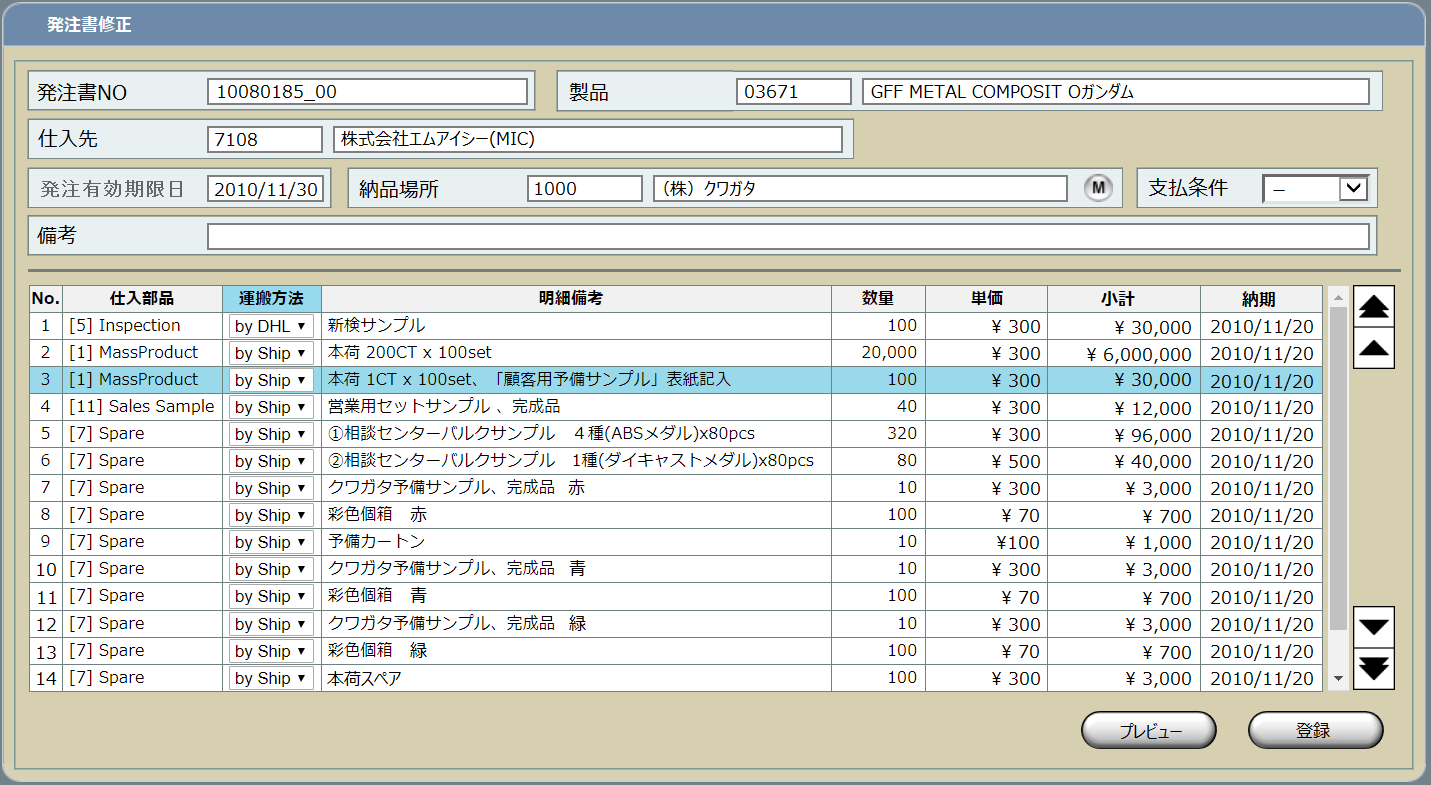 発注書修正
発注書NO 10080185_00 製品 03671 GFF METAL COMPOSIT Oガンダム
仕入先 7108 株式会社エムアイシー(MIC)
発注有効期限日 2010/11/30 納品場所 1000 （株）クワガタ M 支払条件 –
備考
No. 仕入部品 運搬方法 明細備考 数量 単価 小計 納期
1 [5] Inspection by DHL 新検サンプル 100 ¥ 300 ¥ 30,000 2010/11/20
2 [1] MassProduct by Ship 本荷 200CT x 100set 20,000 ¥ 300 ¥ 6,000,000 2010/11/20
3 [1] MassProduct by Ship 本荷 1CT x 100set、「顧客用予備サンプル」表紙記入 100 ¥ 300 ¥ 30,000 2010/11/20
4 [11] Sales Sample by Ship 営業用セットサンプル 、完成品 40 ¥ 300 ¥ 12,000 2010/11/20
5 [7] Spare by Ship ①相談センターバルクサンプル　４種(ABSメダル)x80pcs 320 ¥ 300 ¥ 96,000 2010/11/20
6 [7] Spare by Ship ②相談センターバルクサンプル　1種(ダイキャストメダル)x80pcs 80 ¥ 500 ¥ 40,000 2010/11/20
7 [7] Spare by Ship クワガタ予備サンプル、完成品　赤 10 ¥ 300 ¥ 3,000 2010/11/20
8 [7] Spare by Ship 彩色個箱　赤 100 ¥ 70 ¥ 700 2010/11/20
9 [7] Spare by Ship 予備カートン 10 ¥100 ¥ 1,000 2010/11/20
10 [7] Spare by Ship クワガタ予備サンプル、完成品　青 10 ¥ 300 ¥ 3,000 2010/11/20
11 [7] Spare by Ship 彩色個箱　青 100 ¥ 70 ¥ 700 2010/11/20
12 [7] Spare by Ship クワガタ予備サンプル、完成品　緑 10 ¥ 300 ¥ 3,000 2010/11/20
13 [7] Spare by Ship 彩色個箱　緑 100 ¥ 70 ¥ 700 2010/11/20
14 [7] Spare by Ship 本荷スペア 100 ¥ 300 ¥ 3,000 2010/11/20
プレビュー 登録